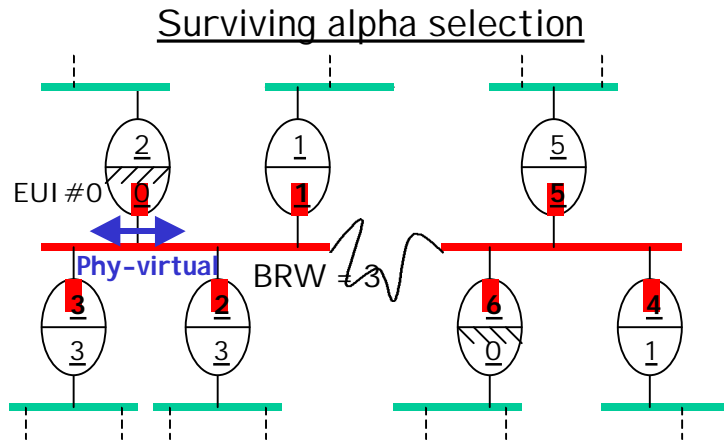 Surviving alpha selection
2 1 5
EUI #0 0 1 5
Phy-virtual BRW = 3
3 2 6 4
3 3 0 1